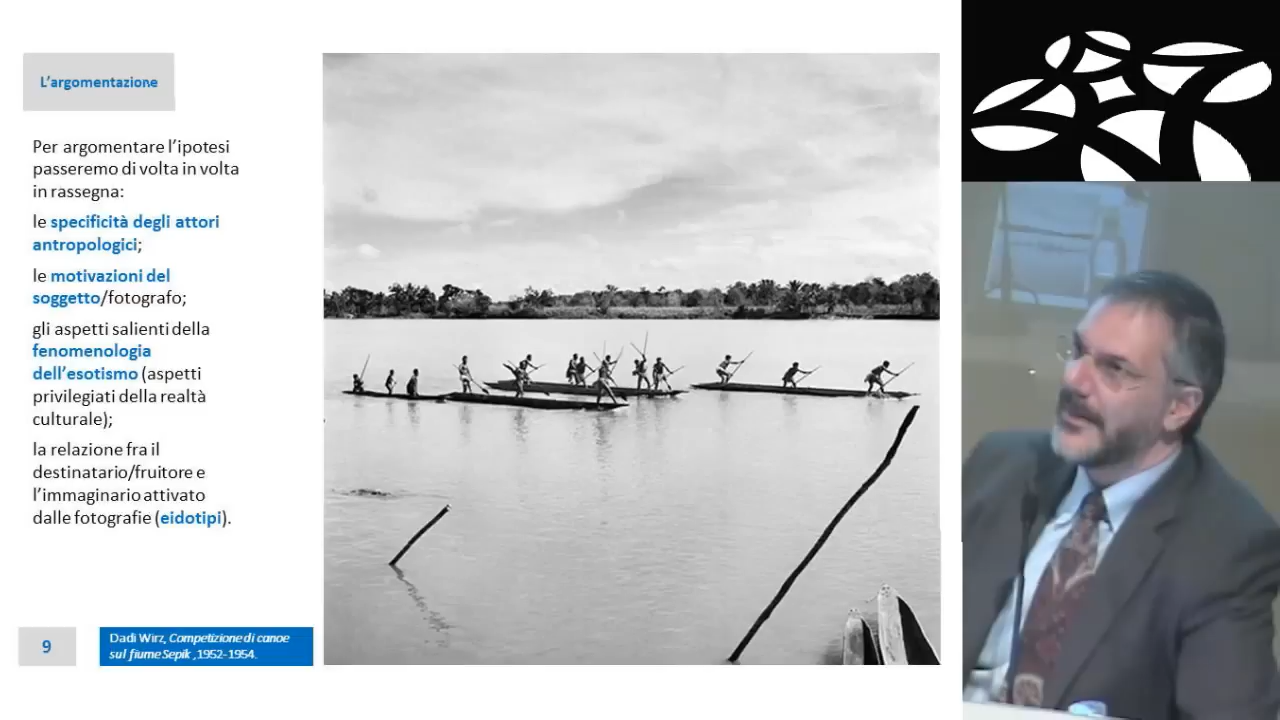 L'argomentazione
Per argomentare l'ipotesi
passeremo di volta in volta
in rassegna:
le specificità degli attori
antropologici;
le motivazioni del
soggetto/fotografo;
gli aspetti salienti della
fenomenologia
dell'esotismo (aspetti
privilegiati della realtà
culturale);
la relazione fra il
destinatario/fruitore e
l'immaginario attivato
dalle fotografie (eidotipi).
9
Dadi Wirz, Competizione di canoe
sul fiume Sepik ,1952-1954.